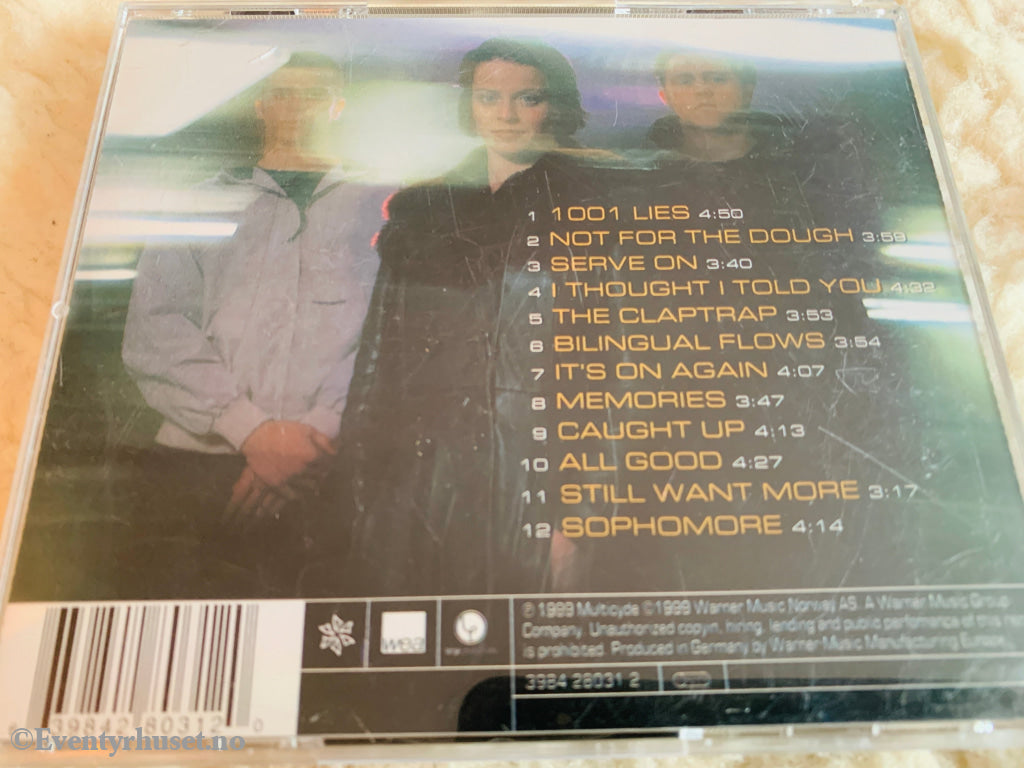 1 1001 LIES 4:50
2 NOT FOR THE DOUGH 3:59
3 SERVE ON 3:40
4 I THOUGHT I TOLD YOU 4:32
5 THE CLAPTRAP 3:53
6 BILINGUAL FLOWS 3:54
7 IT'S ON AGAIN 4:07
8 MEMORIES 3:47
9 CAUGHT UP 4:13
10 ALL GOOD 4:27
11 STILL WANT MORE 3:17
12 SOPHOMORE 4:14
wea
℗ 1999 Multicyde © 1999 Warner Music Norway AS. A Warner Music Group
Company. Unauthorized copyin, hiring, lending and public performance of this
is prohibited. Produced in Germany by Warner Music Manufacturing Europe.
3984 28031 2
39842 80312 0
©Eventyrhuset.no